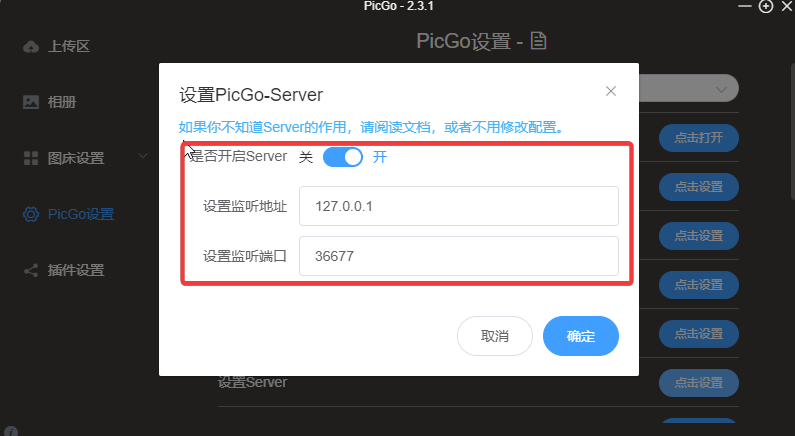 PicGo - 2.3.1
上传区
PicGo设置 -
相册
图床设置
PicGo设置
插件设置
设置PicGo-Server
如果你不知道Server的作用，请阅读文档，或者不用修改配置。
是否开启Server 关 开
设置监听地址 127.0.0.1
设置监听端口 36677
取消 确定
点击打开
点击设置
点击设置
点击设置
点击设置
设置Server 点击设置